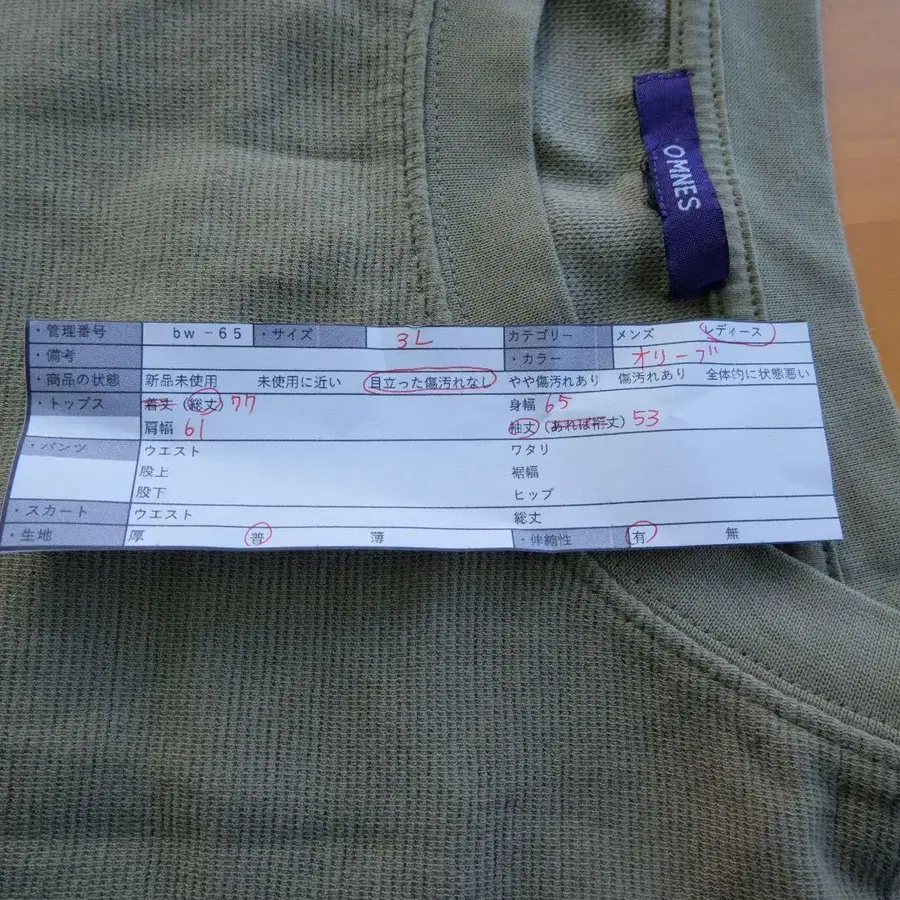 OMNES
・管理番号 bw-65 ・サイズ 3L カテゴリー メンズ レディース
・備考 ・カラー オリーブ
・商品の状態 新品未使用 未使用に近い 目立った傷汚れなし やや傷汚れあり 傷汚れあり 全体的に状態悪い
・トップス 着丈 (総丈) 77 身幅 65
肩幅 61 袖丈 (あれば裄丈) 53
・パンツ ウエスト ワタリ
股上 裾幅
股下 ヒップ
・スカート ウエスト 総丈
・生地 厚 普 薄 ・伸縮性 有 無